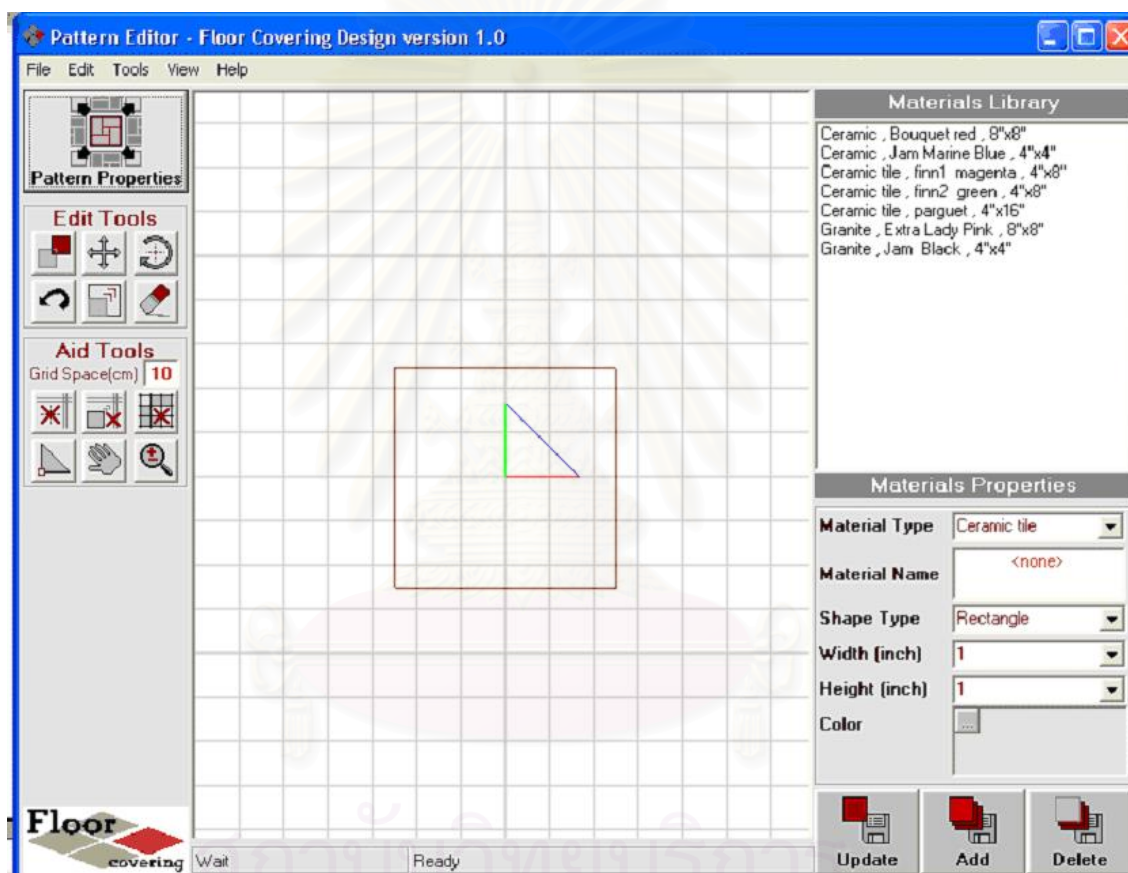 Pattern Editor - Floor Covering Design version 1.0
File Edit Tools View Help
Pattern Properties
Edit Tools
Aid Tools
Grid Space(cm) 10
Materials Library
Ceramic , Bouquet red , 8"x8"
Ceramic , Jam Marine Blue , 4"x4"
Ceramic tile , finn1 magenta , 4"x8"
Ceramic tile , finn2 green , 4"x8"
Ceramic tile , parguet , 4"x16"
Granite , Extra Lady Pink , 8"x8"
Granite , Jam Black , 4"x4"
Materials Properties
Material Type Ceramic tile
Material Name <none>
Shape Type Rectangle
Width (inch) 1
Height (inch) 1
Color ...
Update Add Delete
Floor
covering
Wait Ready